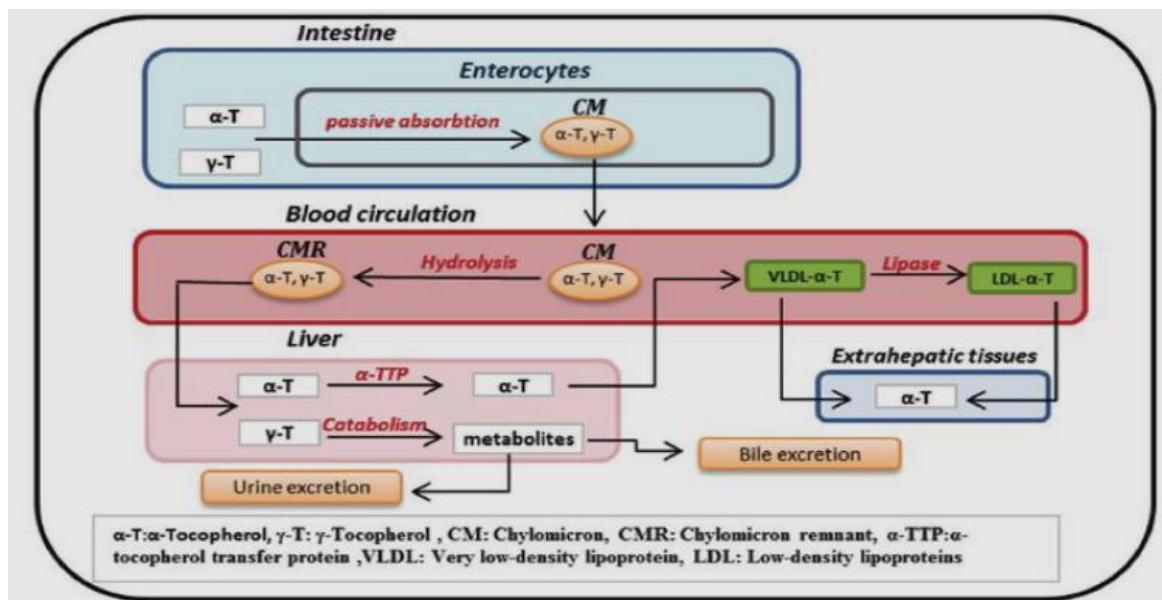 Intestine
Enterocytes
α-T
γ-T
passive absorbtion
CM
α-T, γ-T
Blood circulation
CMR
α-T, γ-T
Hydrolysis
CM
α-T, γ-T
VLDL-α-T
Lipase
LDL-α-T
Liver
α-T
α-TTP
α-T
γ-T
Catabolism
metabolites
Extrahepatic tissues
α-T
Bile excretion
Urine excretion
α-T:α-Tocopherol, γ-T: γ-Tocopherol , CM: Chylomicron, CMR: Chylomicron remnant, α-TTP:α-
tocopherol transfer protein ,VLDL: Very low-density lipoprotein, LDL: Low-density lipoproteins